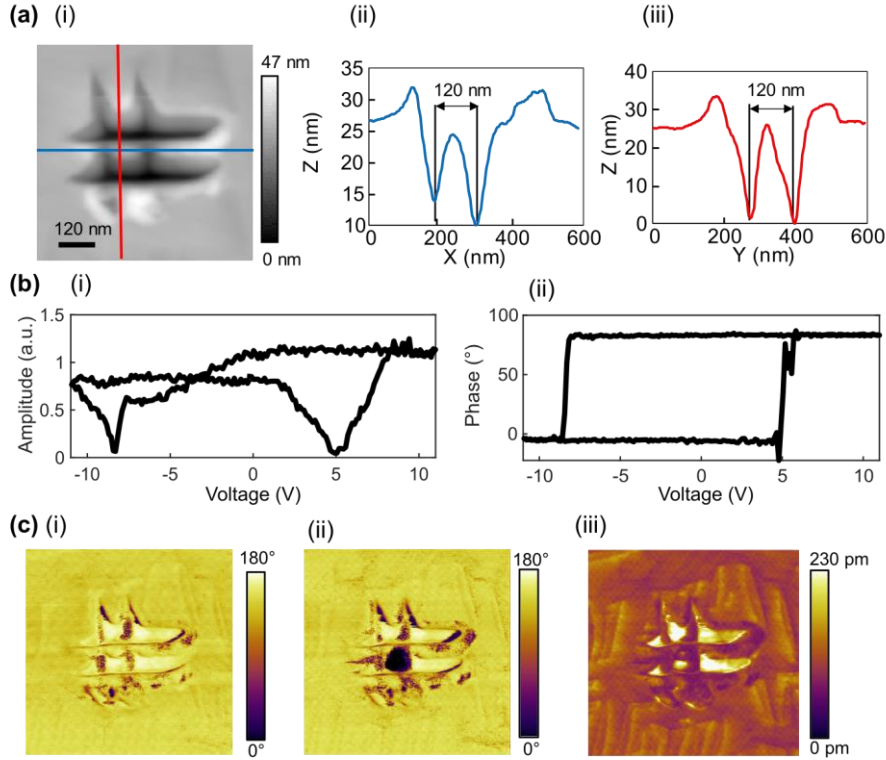 (a) (i)
(ii)
(iii)
47 nm
0 nm
120 nm
35
30
25
20
15
10
Z (nm)
120 nm
0
200
400
600
X (nm)
40
30
20
10
0
Z (nm)
120 nm
0
200
400
600
Y (nm)
(b) (i)
(ii)
1.5
1
0.5
0
Amplitude (a.u.)
-10
-5
0
5
10
Voltage (V)
100
50
0
Phase (°)
-10
-5
0
5
10
Voltage (V)
(c) (i)
(ii)
(iii)
180°
0°
180°
0°
230 pm
0 pm